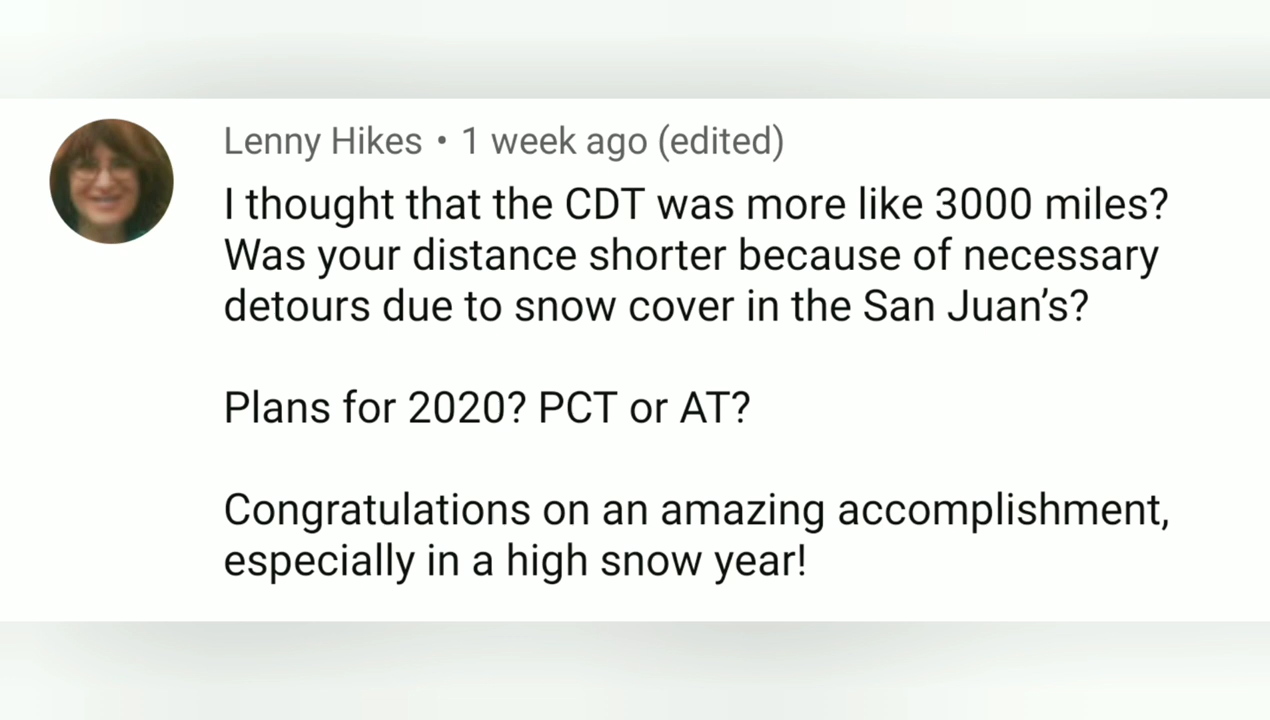 Lenny Hikes • 1 week ago (edited)
I thought that the CDT was more like 3000 miles?
Was your distance shorter because of necessary
detours due to snow cover in the San Juan’s?
Plans for 2020? PCT or AT?
Congratulations on an amazing accomplishment,
especially in a high snow year!